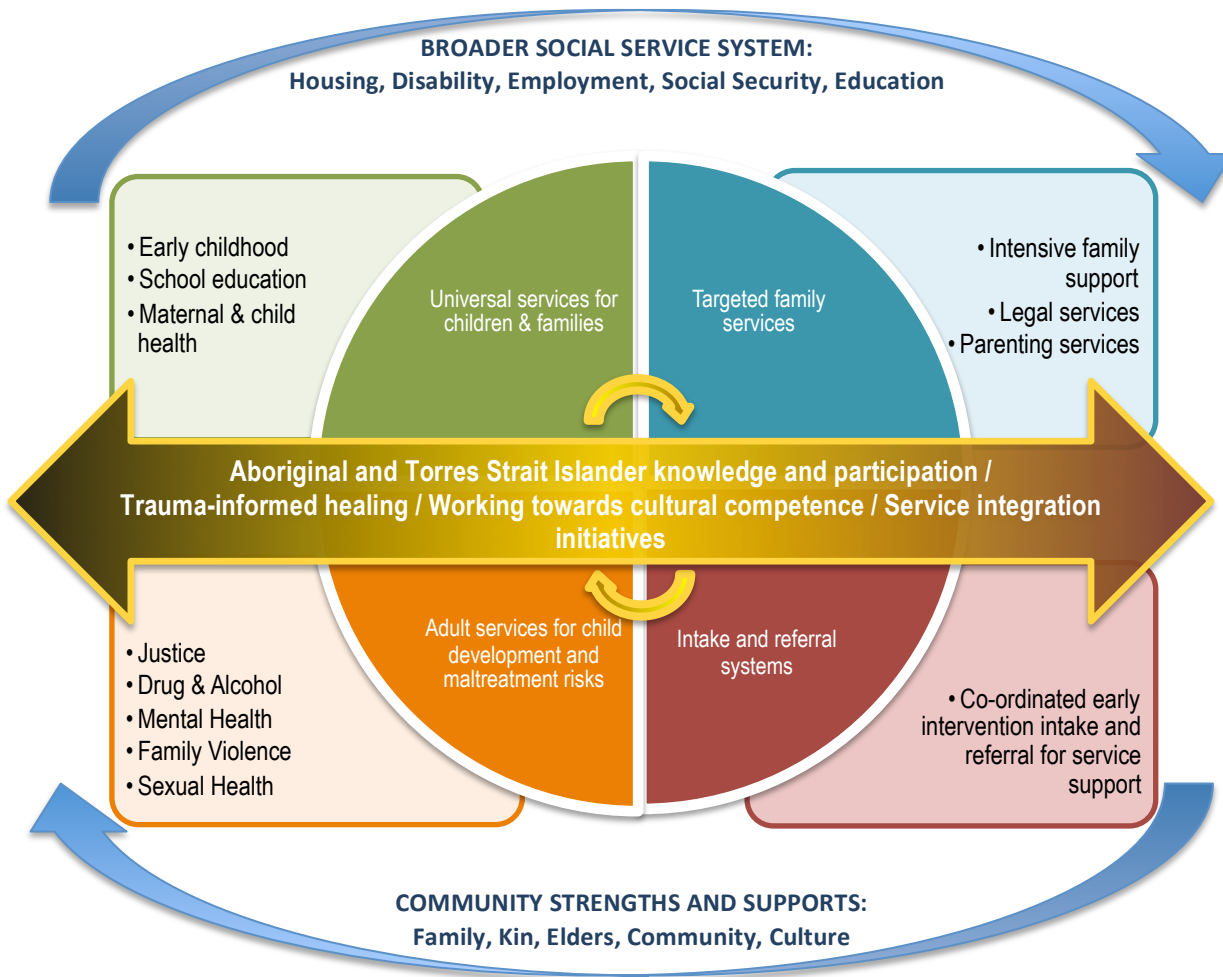 BROADER SOCIAL SERVICE SYSTEM:
Housing, Disability, Employment, Social Security, Education
• Early childhood
• School education
• Maternal & child
health
Universal services for
children & families
Targeted family
services
• Intensive family
support
• Legal services
• Parenting services
Aboriginal and Torres Strait Islander knowledge and participation /
Trauma-informed healing / Working towards cultural competence / Service integration
initiatives
• Justice
• Drug & Alcohol
• Mental Health
• Family Violence
• Sexual Health
Adult services for child
development and
maltreatment risks
Intake and referral
systems
• Co-ordinated early
intervention intake and
referral for service
support
COMMUNITY STRENGTHS AND SUPPORTS:
Family, Kin, Elders, Community, Culture